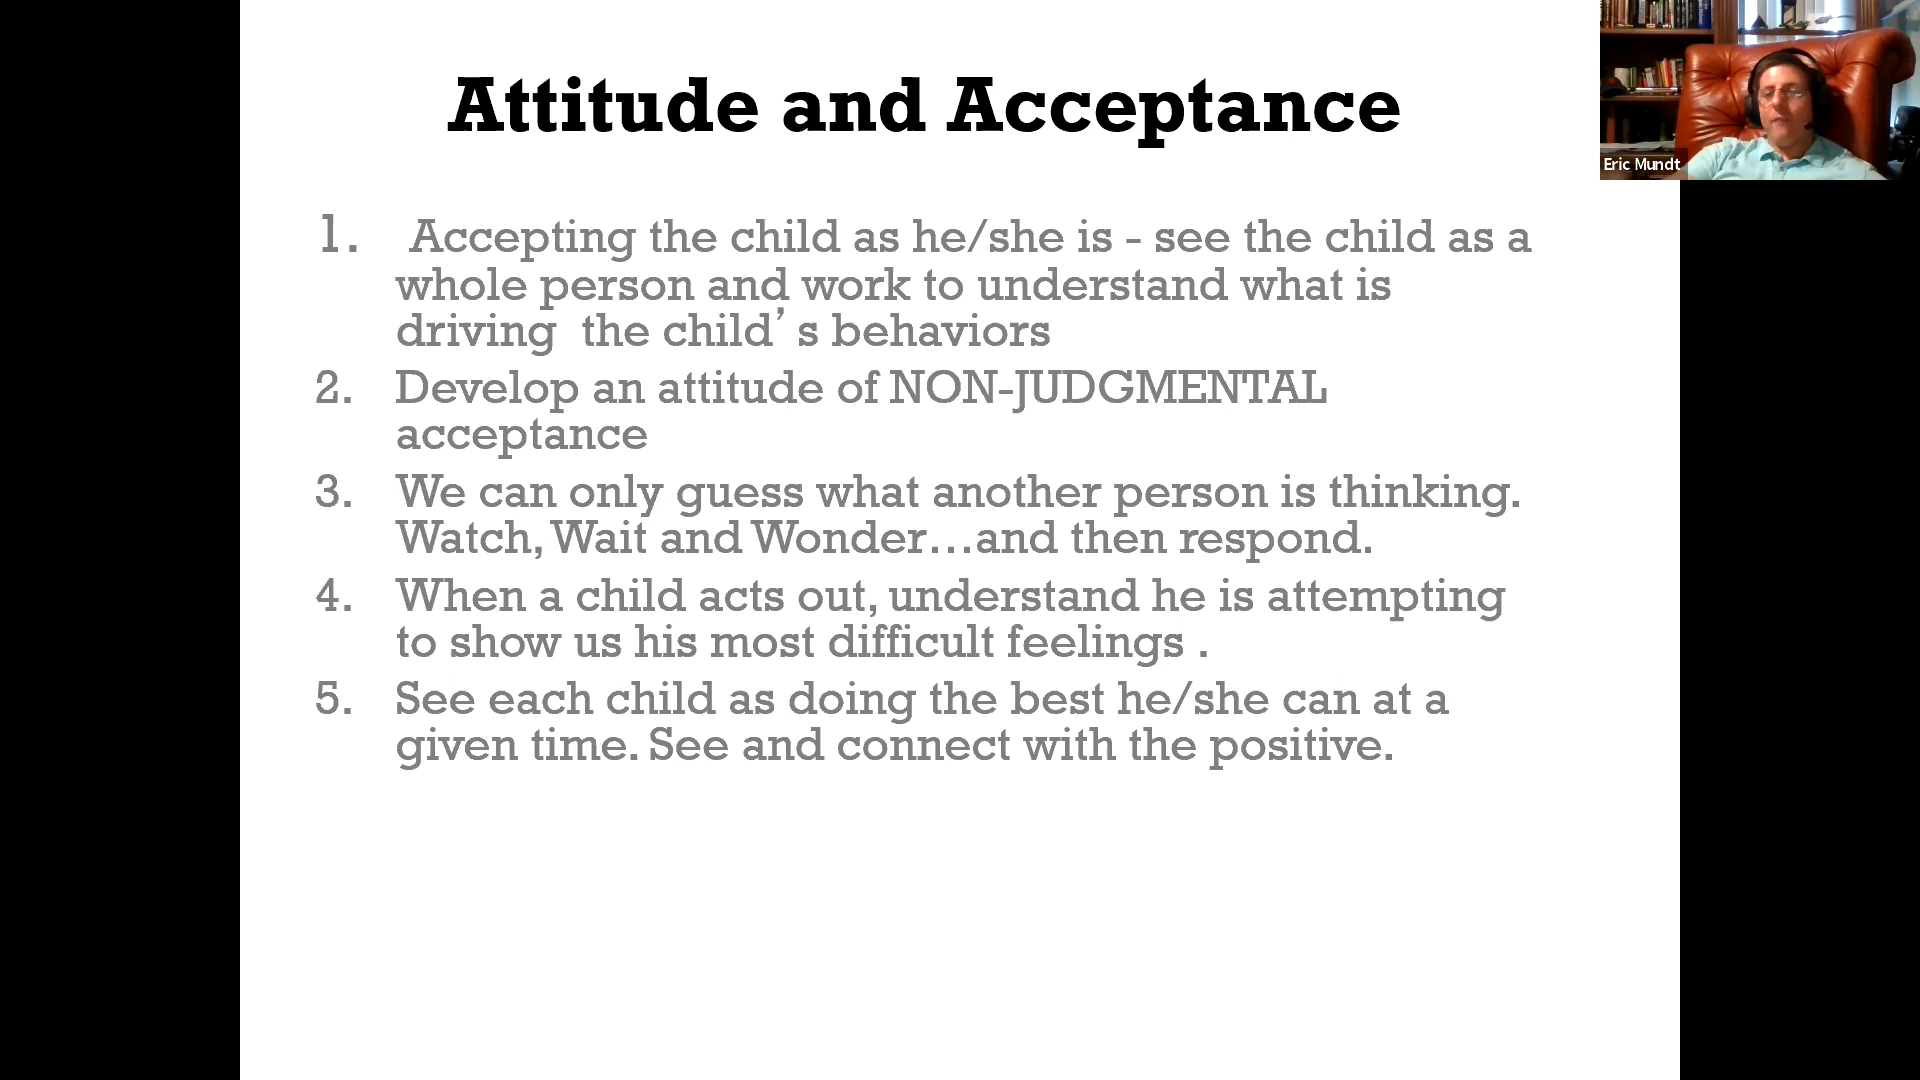 Attitude and Acceptance
Eric Mundt
1. Accepting the child as he/she is - see the child as a
whole person and work to understand what is
driving the child’s behaviors
2. Develop an attitude of NON-JUDGMENTAL
acceptance
3. We can only guess what another person is thinking.
Watch, Wait and Wonder…and then respond.
4. When a child acts out, understand he is attempting
to show us his most difficult feelings .
5. See each child as doing the best he/she can at a
given time. See and connect with the positive.